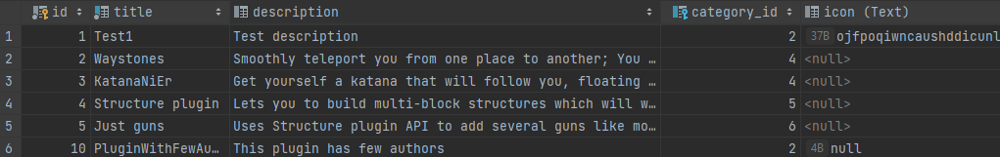 id title description category_id icon (Text)
1 1 Test1 Test description 2 37B ojfpoqiwncaushddicunl
2 2 Waystones Smoothly teleport you from one place to another; You … 4 <null>
3 3 KatanaNiEr Get yourself a katana that will follow you, floating … 4 <null>
4 4 Structure plugin Lets you to build multi-block structures which will w… 5 <null>
5 5 Just guns Uses Structure plugin API to add several guns like mo… 6 <null>
6 10 PluginWithFewAu… This plugin has few authors 2 4B null